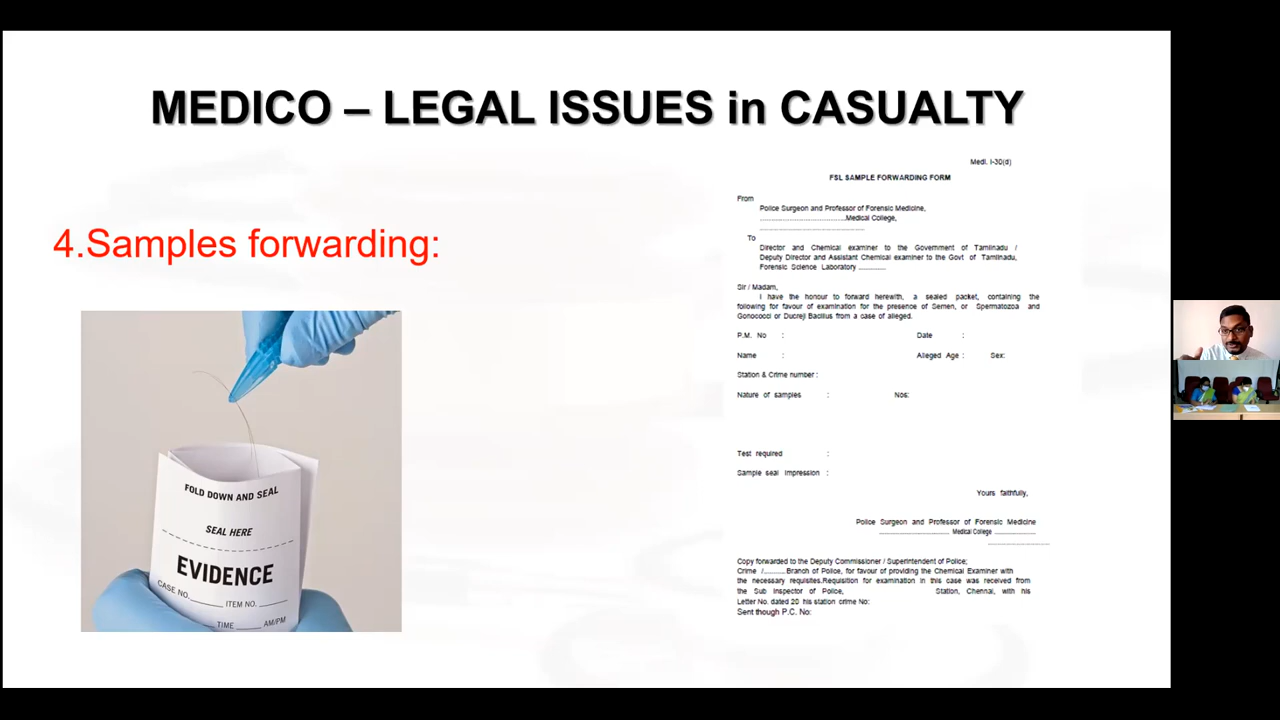 MEDICO – LEGAL ISSUES in CASUALTY
4.Samples forwarding:
FOLD DOWN AND SEAL
SEAL HERE
EVIDENCE
CASE NO.______ ITEM NO. ____
TIME ____ AM/PM
Medl. I-30(d)
FSL SAMPLE FORWARDING FORM
From
Police Surgeon and Professor of Forensic Medicine,
..........................................Medical College,
...................................................
To
Director and Chemical examiner to the Government of Tamilnadu /
Deputy Director and Assistant Chemical examiner to the Govt of Tamilnadu,
Forensic Science Laboratory .............
Sir / Madam,
I have the honour to forward herewith, a sealed packet, containing the
following for favour of examination for the presence of Semen, or Spermatozoa and
Gonococci or Ducreji Bacillus from a case of alleged.
P.M. No : Date :
Name : Alleged Age : Sex:
Station & Crime number :
Nature of samples : Nos:
Test required :
Sample seal Impression :
Yours faithfully,
Police Surgeon and Professor of Forensic Medicine
................................ Medical College ...................
..............................
Copy forwarded to the Deputy Commissioner / Superintendent of Police;
Crime /..........Branch of Police, for favour of providing the Chemical Examiner with
the necessary requisites.Requisition for examination in this case was received from
the Sub Inspector of Police, Station, Chennai, with his
Letter No. dated 20 his station crime No:
Sent though P.C. No: